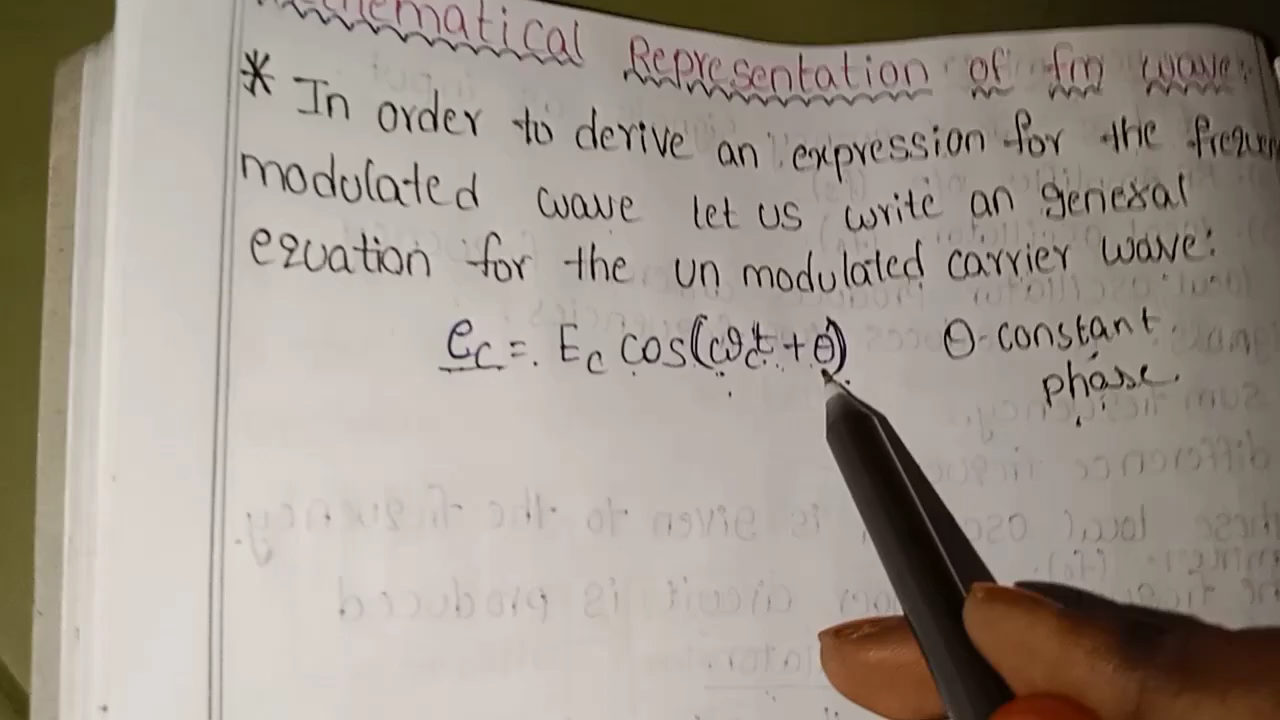 Mathematical Representation of fm wave:
* In order to derive an expression for the frequen
modulated wave let us write an general
equation for the un modulated carrier wave:
ec = Ec cos(ωct + θ) θ-constant
phase.